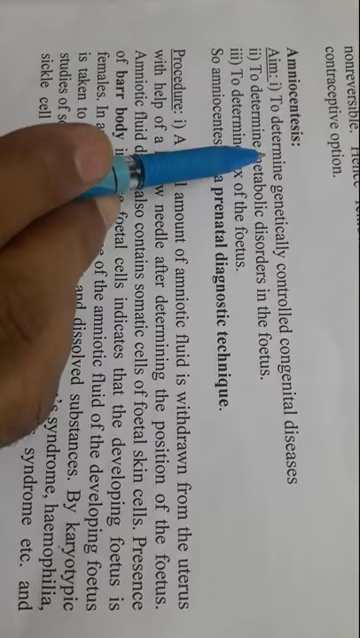 nonreversible.
contraceptive option.
Amniocentesis:
Aim: i) To determine genetically controlled congenital diseases
ii) To determine metabolic disorders in the foetus.
iii) To determine sex of the foetus.
So amniocentes a prenatal diagnostic technique.
Procedure: i) A amount of amniotic fluid is withdrawn from the uterus
with help of a needle after determining the position of the foetus.
Amniotic fluid also contains somatic cells of foetal skin cells. Presence
of barr body foetal cells indicates that the developing foetus is
females. In of the amniotic fluid of the developing foetus
is taken to and dissolved substances. By karyotypic
studies of syndrome, haemophilia,
sickle cell syndrome etc. and